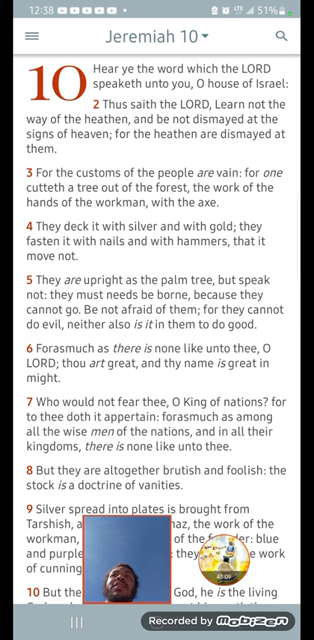 12:38 LTE 51%
Jeremiah 10
10 Hear ye the word which the LORD
speaketh unto you, O house of Israel:
2 Thus saith the LORD, Learn not the
way of the heathen, and be not dismayed at the
signs of heaven; for the heathen are dismayed at
them.
3 For the customs of the people are vain: for one
cutteth a tree out of the forest, the work of the
hands of the workman, with the axe.
4 They deck it with silver and with gold; they
fasten it with nails and with hammers, that it
move not.
5 They are upright as the palm tree, but speak
not: they must needs be borne, because they
cannot go. Be not afraid of them; for they cannot
do evil, neither also is it in them to do good.
6 Forasmuch as there is none like unto thee, O
LORD; thou art great, and thy name is great in
might.
7 Who would not fear thee, O King of nations? for
to thee doth it appertain: forasmuch as among
all the wise men of the nations, and in all their
kingdoms, there is none like unto thee.
8 But they are altogether brutish and foolish: the
stock is a doctrine of vanities.
9 Silver spread into plates is brought from
Tarshish, the work of the
workman, of the
and purple work
of cunning
10 But the God, he is the living
43:09
Recorded by Mobizen